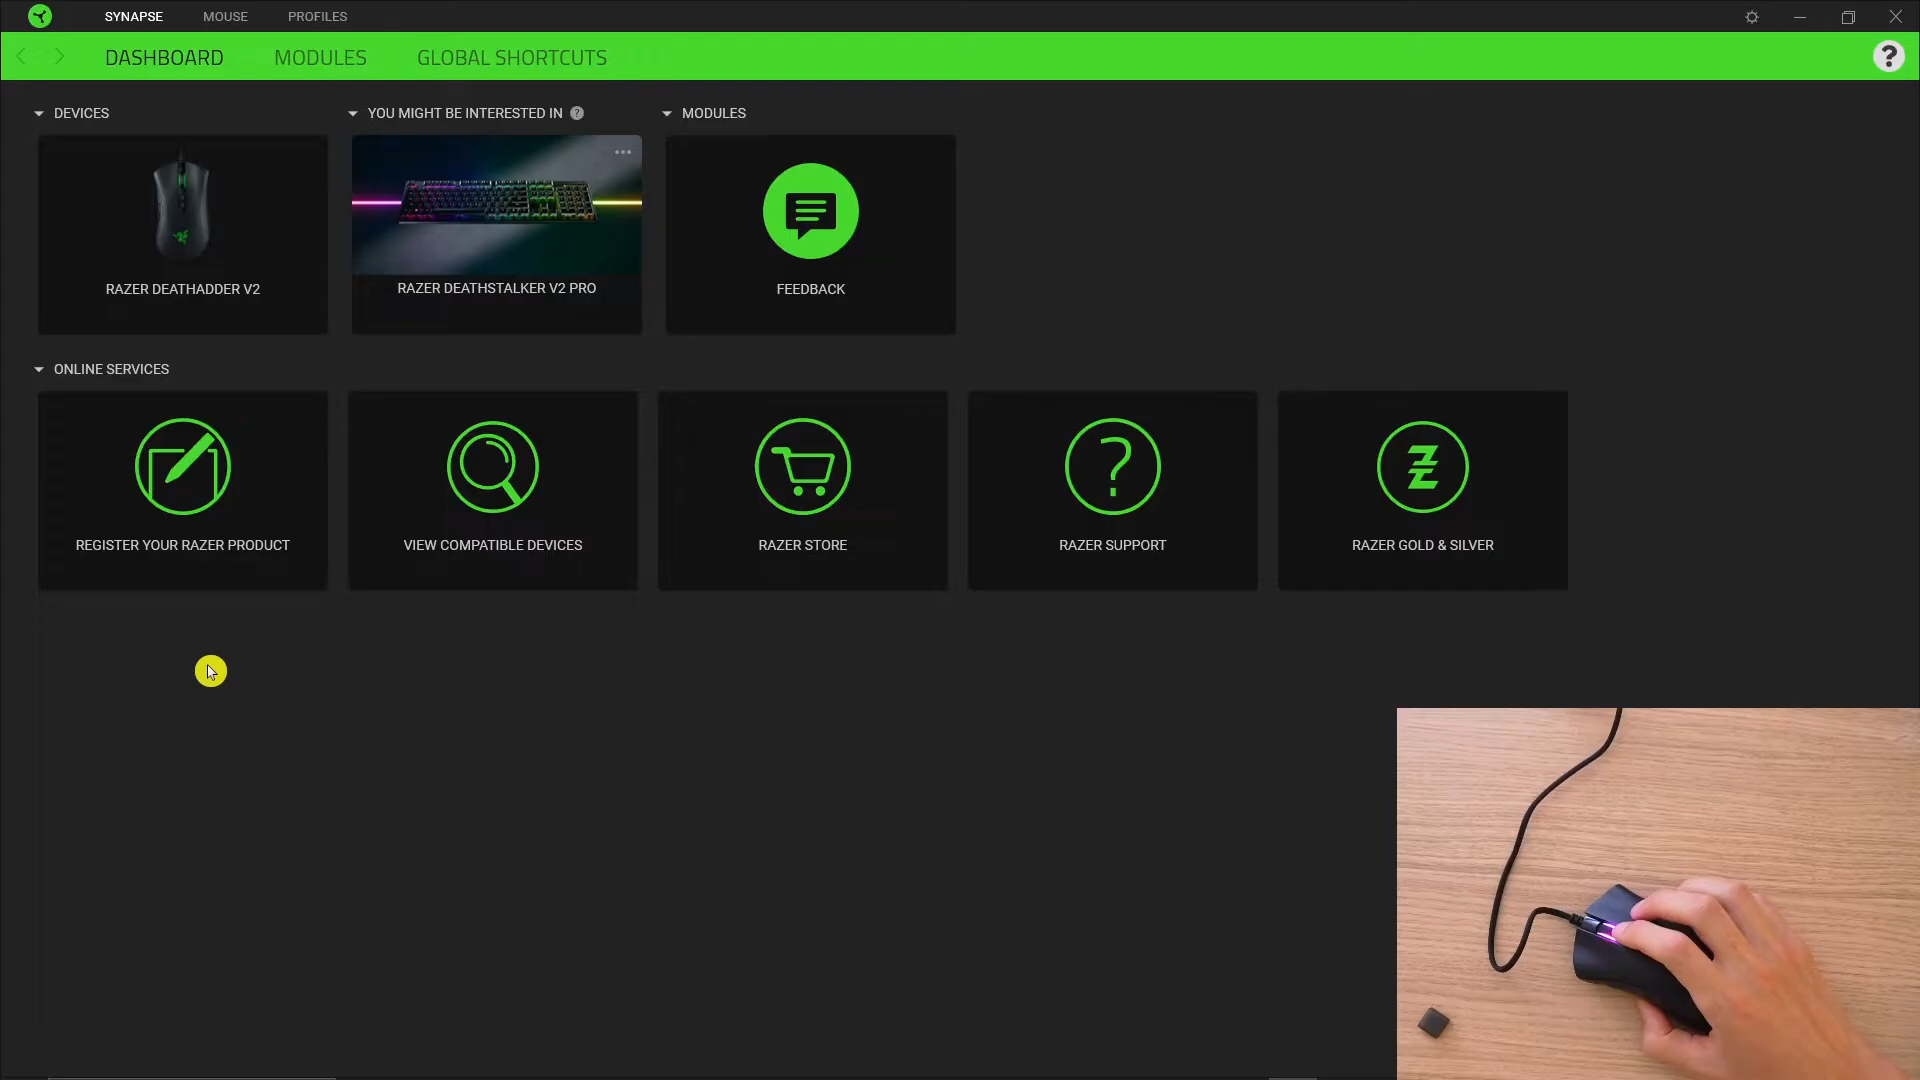 SYNAPSE MOUSE PROFILES
DASHBOARD MODULES GLOBAL SHORTCUTS
?
DEVICES
YOU MIGHT BE INTERESTED IN ?
MODULES
RAZER DEATHADDER V2
RAZER DEATHSTALKER V2 PRO
FEEDBACK
ONLINE SERVICES
REGISTER YOUR RAZER PRODUCT
VIEW COMPATIBLE DEVICES
RAZER STORE
RAZER SUPPORT
RAZER GOLD & SILVER